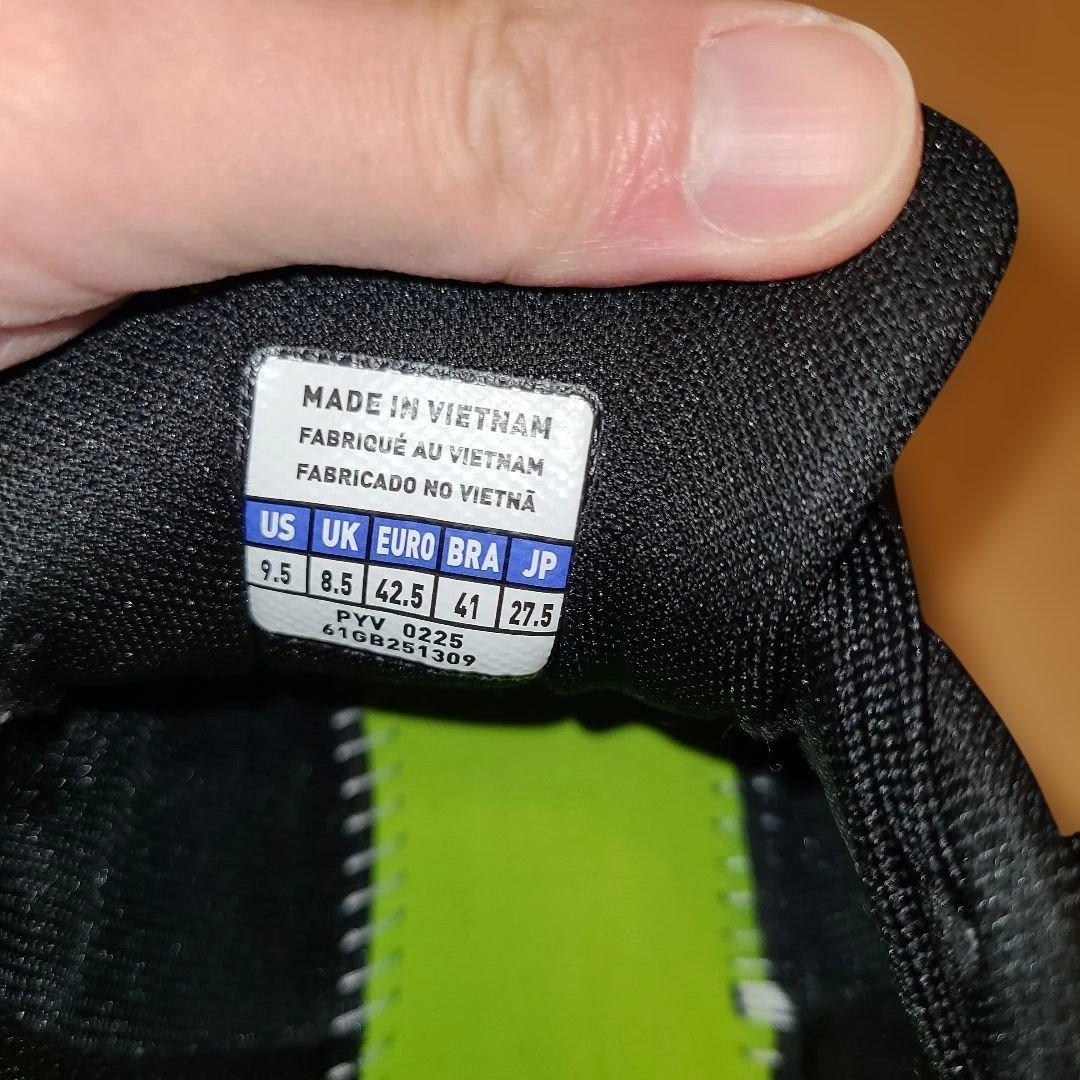 MADE IN VIETNAM
FABRIQUÉ AU VIETNAM
FABRICADO NO VIETNÃ
US UK EURO BRA JP
9.5 8.5 42.5 41 27.5
PYV 0225
61GB251309